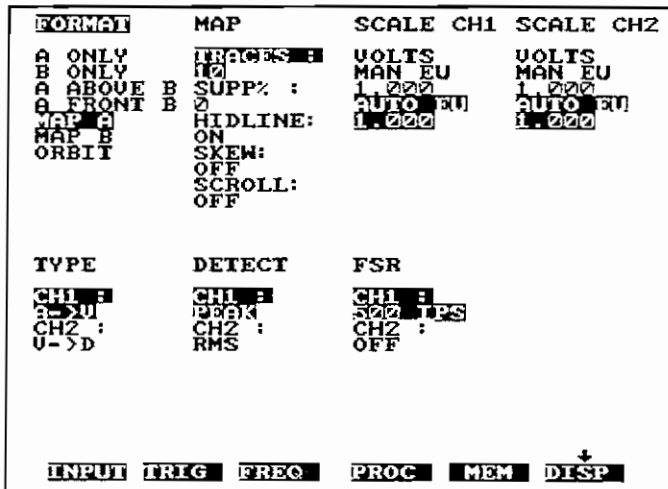 FORMAT MAP SCALE CH1 SCALE CH2
A ONLY
B ONLY
A ABOVE B
A FRONT B
MAP A
MAP B
ORBIT
TRACES :
10
SUPP% :
0
HIDLINE:
ON
SKEW:
OFF
SCROLL:
OFF
VOLTS
MAN EU
1.000
AUTO EU
1.000
VOLTS
MAN EU
1.000
AUTO EU
1.000
TYPE DETECT FSR
CH1 :
A->V
CH2 :
V->D
CH1 :
PEAK
CH2 :
RMS
CH1 :
500 IPS
CH2 :
OFF
INPUT TRIG FREQ PROC MEM DISP